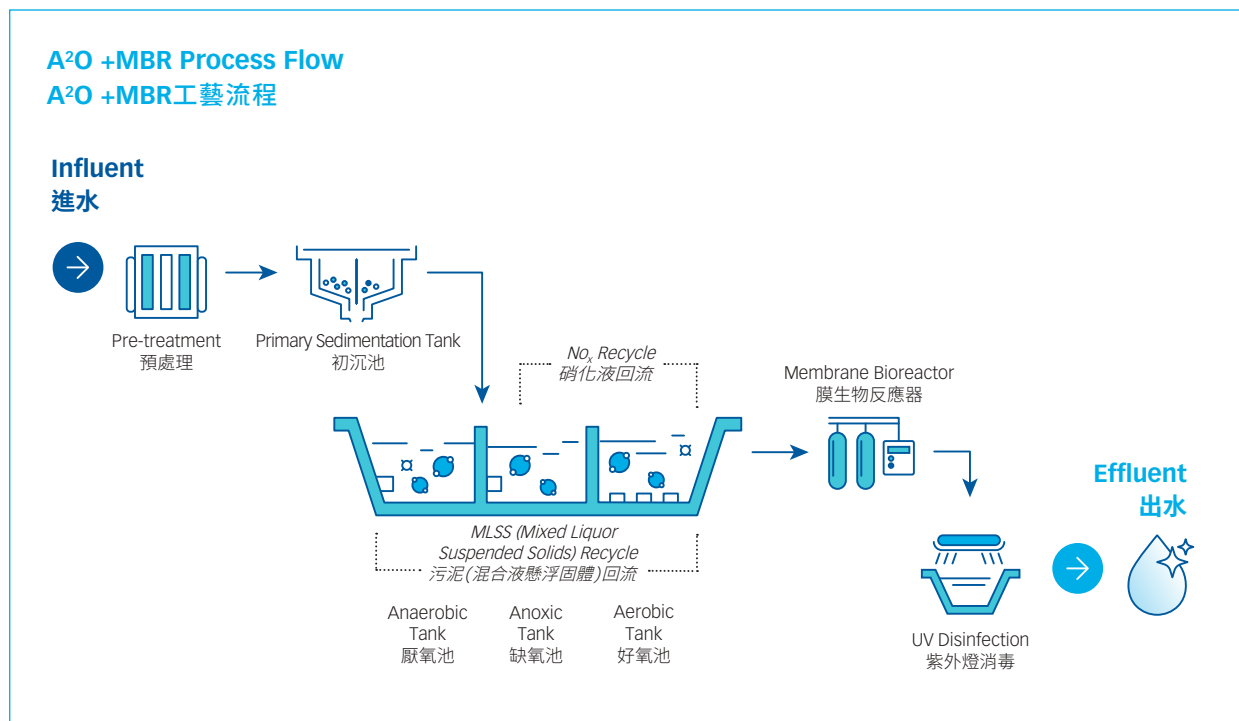 A²O +MBR Process Flow
A²O +MBR工藝流程
Influent
進水
Pre-treatment
預處理
Primary Sedimentation Tank
初沉池
Noₓ Recycle
硝化液回流
Membrane Bioreactor
膜生物反應器
Effluent
出水
MLSS (Mixed Liquor
Suspended Solids) Recycle
污泥(混合液懸浮固體)回流
Anaerobic
Tank
厭氧池
Anoxic
Tank
缺氧池
Aerobic
Tank
好氧池
UV Disinfection
紫外燈消毒